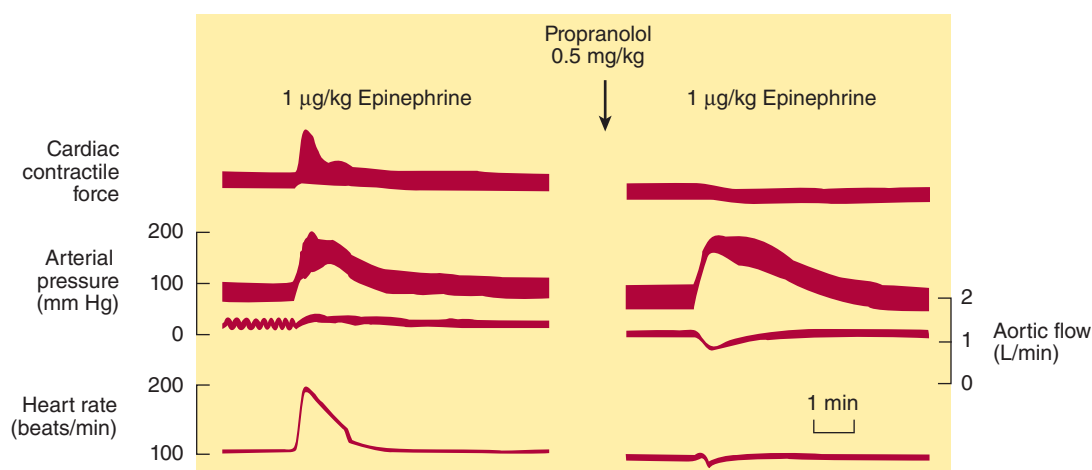 Propranolol
0.5 mg/kg
1 μg/kg Epinephrine
1 μg/kg Epinephrine
Cardiac
contractile
force
200
Arterial
pressure
(mm Hg)
100
0
2
1
0
Aortic flow
(L/min)
200
Heart rate
(beats/min)
100
1 min